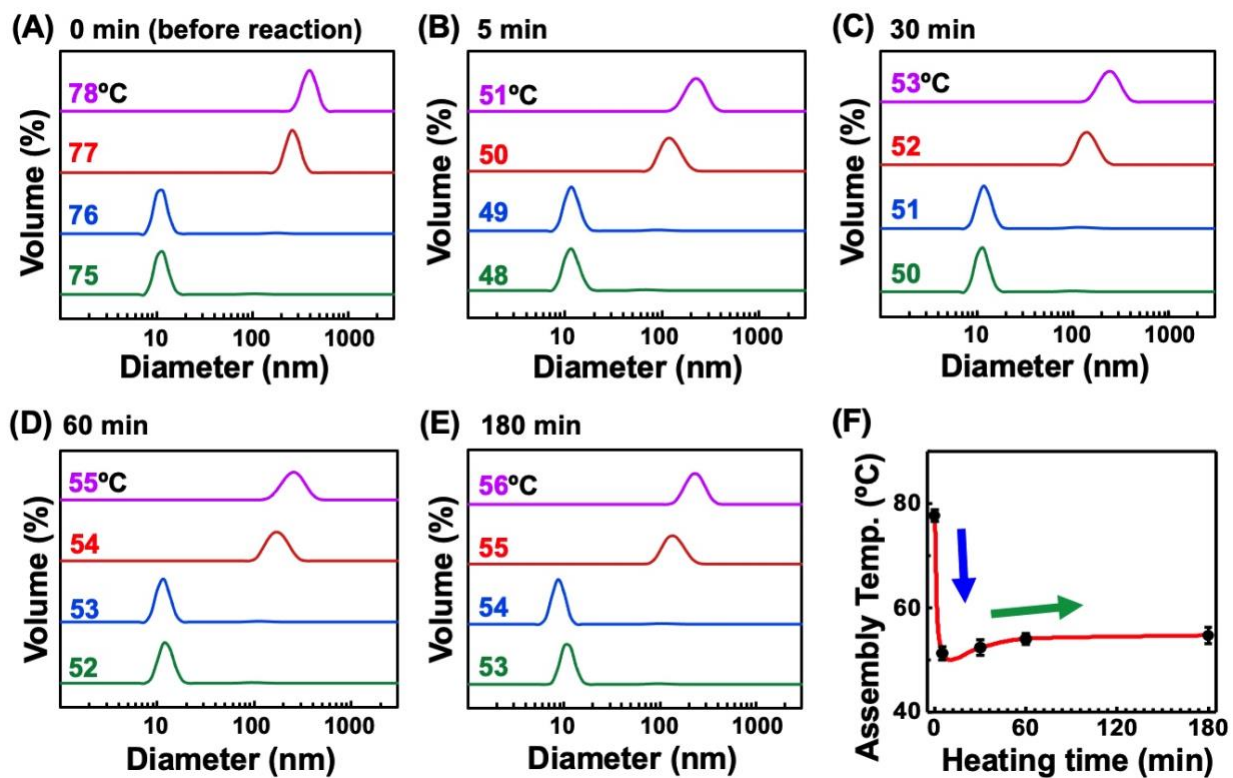 (A) 0 min (before reaction)
78ºC
77
76
75
Volume (%)
10 100 1000
Diameter (nm)
(B) 5 min
51ºC
50
49
48
Volume (%)
10 100 1000
Diameter (nm)
(C) 30 min
53ºC
52
51
50
Volume (%)
10 100 1000
Diameter (nm)
(D) 60 min
55ºC
54
53
52
Volume (%)
10 100 1000
Diameter (nm)
(E) 180 min
56ºC
55
54
53
Volume (%)
10 100 1000
Diameter (nm)
(F)
Assembly Temp. (ºC)
80
60
40
0 60 120 180
Heating time (min)